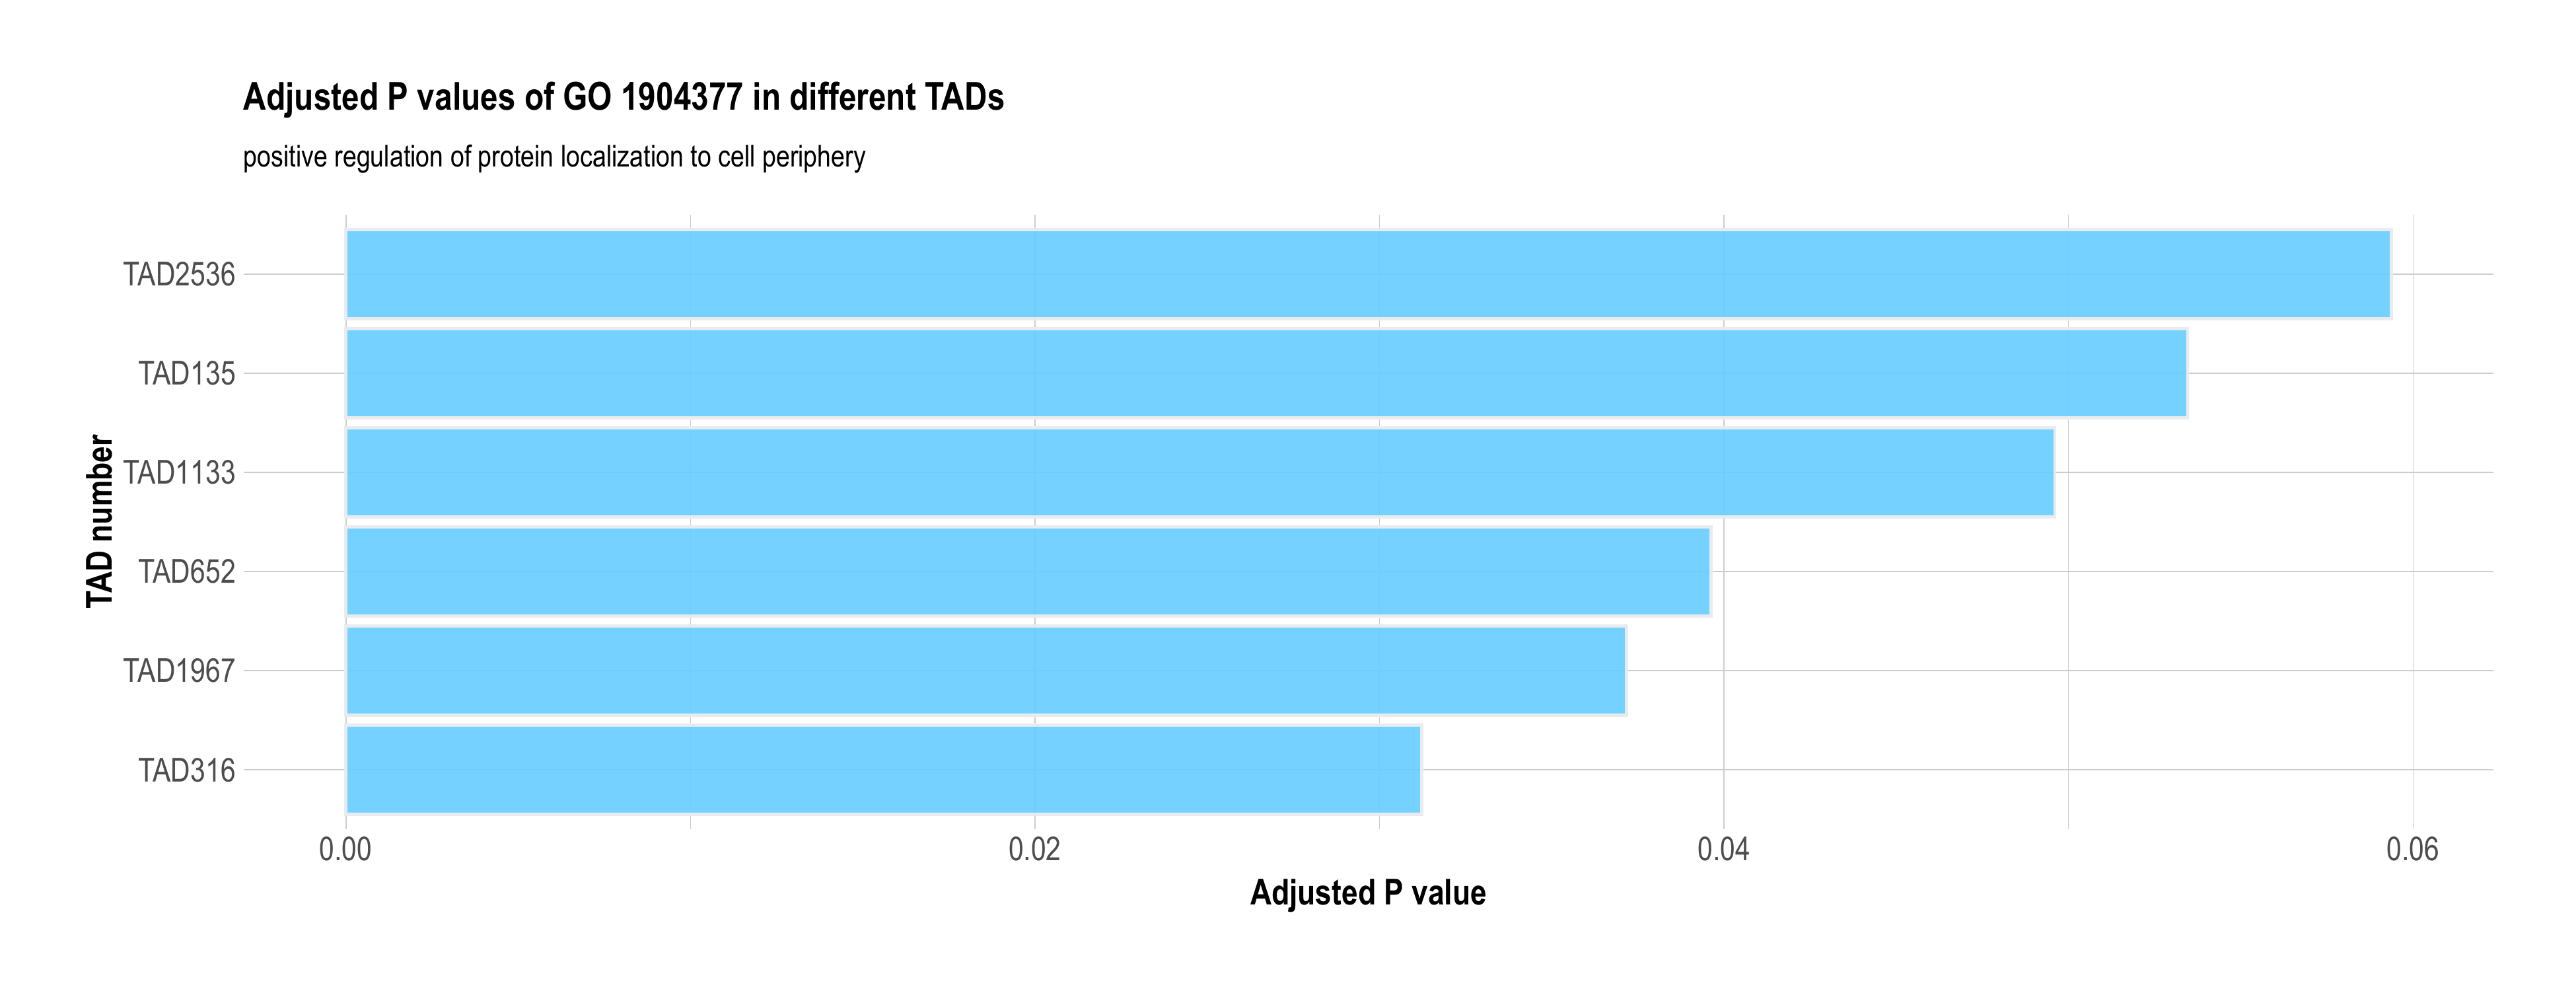 Adjusted P values of GO 1904377 in different TADs
positive regulation of protein localization to cell periphery
TAD number
TAD2536
TAD135
TAD1133
TAD652
TAD1967
TAD316
0.00 0.02 0.04 0.06
Adjusted P value